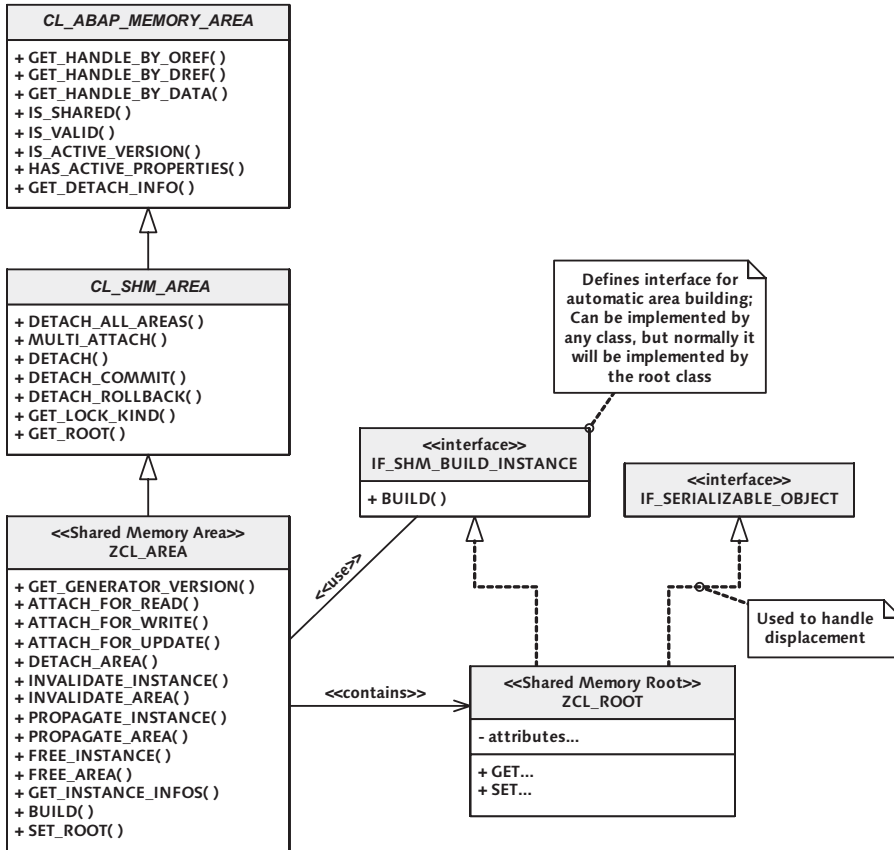 CL_ABAP_MEMORY_AREA
+ GET_HANDLE_BY_OREF( )
+ GET_HANDLE_BY_DREF( )
+ GET_HANDLE_BY_DATA( )
+ IS_SHARED( )
+ IS_VALID( )
+ IS_ACTIVE_VERSION( )
+ HAS_ACTIVE_PROPERTIES( )
+ GET_DETACH_INFO( )
CL_SHM_AREA
+ DETACH_ALL_AREAS( )
+ MULTI_ATTACH( )
+ DETACH( )
+ DETACH_COMMIT( )
+ DETACH_ROLLBACK( )
+ GET_LOCK_KIND( )
+ GET_ROOT( )
Defines interface for
automatic area building;
Can be implemented by
any class, but normally it
will be implemented by
the root class
<<interface>>
IF_SHM_BUILD_INSTANCE
+ BUILD( )
<<interface>>
IF_SERIALIZABLE_OBJECT
<<Shared Memory Area>>
ZCL_AREA
+ GET_GENERATOR_VERSION( )
+ ATTACH_FOR_READ( )
+ ATTACH_FOR_WRITE( )
+ ATTACH_FOR_UPDATE( )
+ DETACH_AREA( )
+ INVALIDATE_INSTANCE( )
+ INVALIDATE_AREA( )
+ PROPAGATE_INSTANCE( )
+ PROPAGATE_AREA( )
+ FREE_INSTANCE( )
+ FREE_AREA( )
+ GET_INSTANCE_INFOS( )
+ BUILD( )
+ SET_ROOT( )
<<use>>
<<contains>>
Used to handle
displacement
<<Shared Memory Root>>
ZCL_ROOT
- attributes...
+ GET...
+ SET...